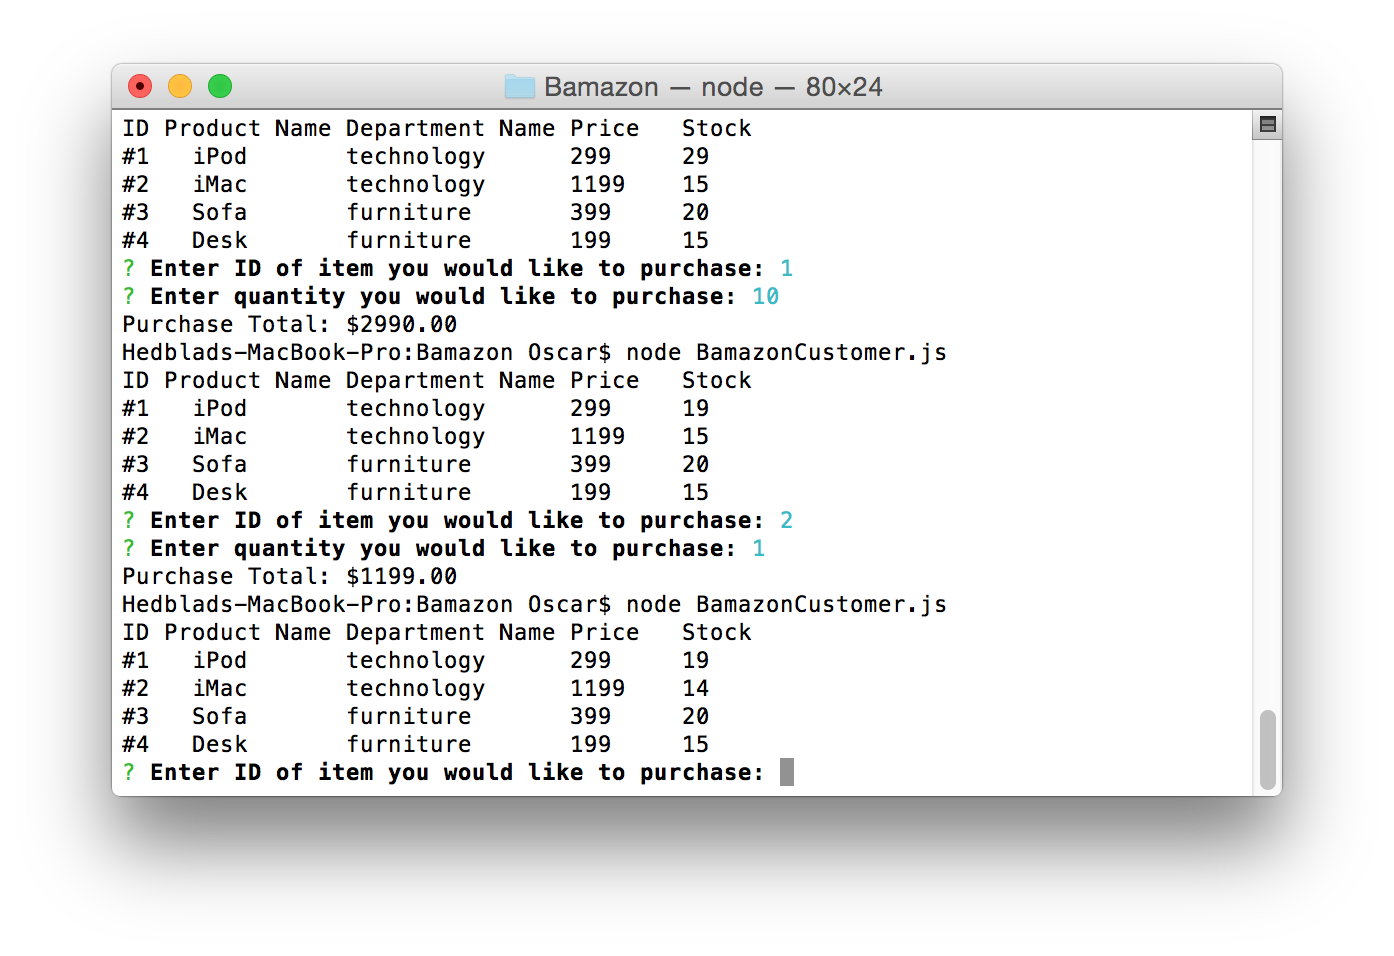 Bamazon — node — 80×24
ID Product Name Department Name Price   Stock
#1   iPod       technology      299     29
#2   iMac       technology      1199    15
#3   Sofa       furniture       399     20
#4   Desk       furniture       199     15
? Enter ID of item you would like to purchase: 1
? Enter quantity you would like to purchase: 10
Purchase Total: $2990.00
Hedblads-MacBook-Pro:Bamazon Oscar$ node BamazonCustomer.js
ID Product Name Department Name Price   Stock
#1   iPod       technology      299     19
#2   iMac       technology      1199    15
#3   Sofa       furniture       399     20
#4   Desk       furniture       199     15
? Enter ID of item you would like to purchase: 2
? Enter quantity you would like to purchase: 1
Purchase Total: $1199.00
Hedblads-MacBook-Pro:Bamazon Oscar$ node BamazonCustomer.js
ID Product Name Department Name Price   Stock
#1   iPod       technology      299     19
#2   iMac       technology      1199    14
#3   Sofa       furniture       399     20
#4   Desk       furniture       199     15
? Enter ID of item you would like to purchase: